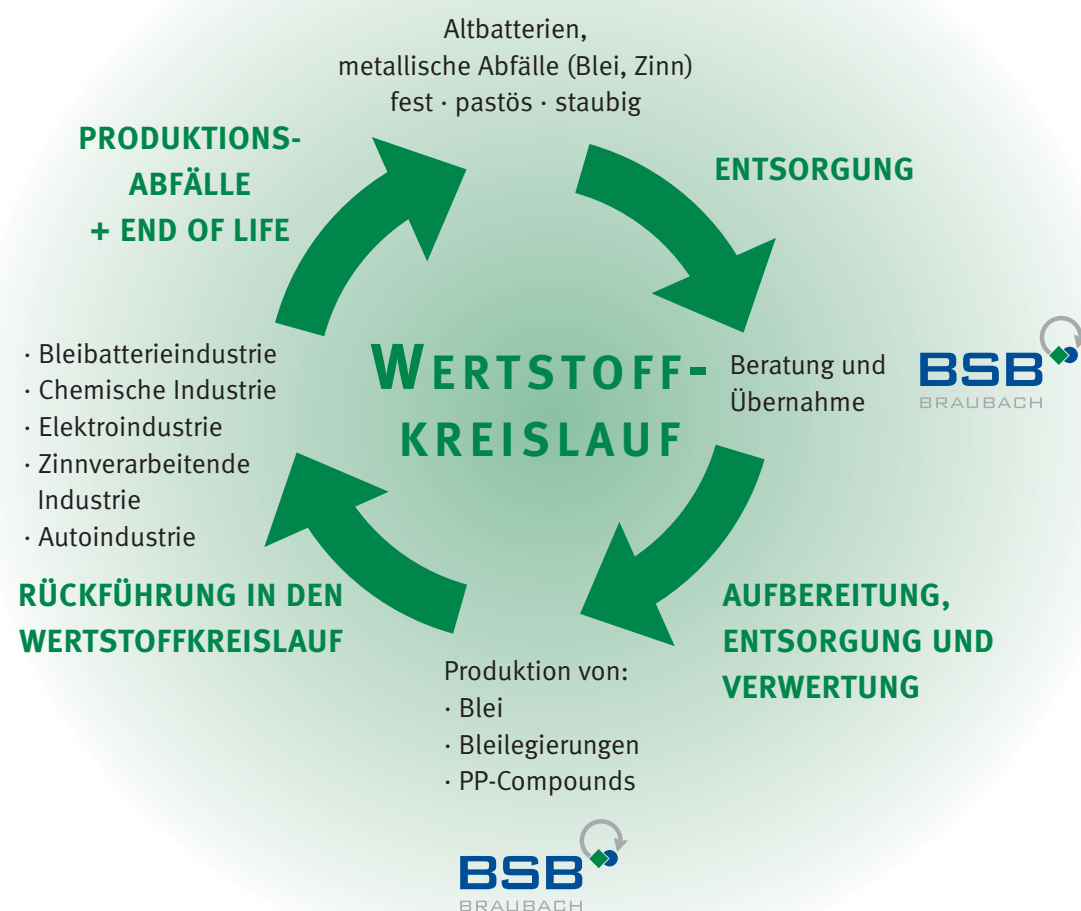 Altbatterien,
metallische Abfälle (Blei, Zinn)
fest · pastös · staubig
PRODUKTIONS-
ABFÄLLE
+ END OF LIFE
ENTSORGUNG
WERTSTOFF-
KREISLAUF
Beratung und
Übernahme
BSB
BRAUBACH
· Bleibatterieindustrie
· Chemische Industrie
· Elektroindustrie
· Zinnverarbeitende
Industrie
· Autoindustrie
RÜCKFÜHRUNG IN DEN
WERTSTOFFKREISLAUF
AUFBEREITUNG,
ENTSORGUNG UND
VERWERTUNG
Produktion von:
· Blei
· Bleilegierungen
· PP-Compounds
BSB
BRAUBACH